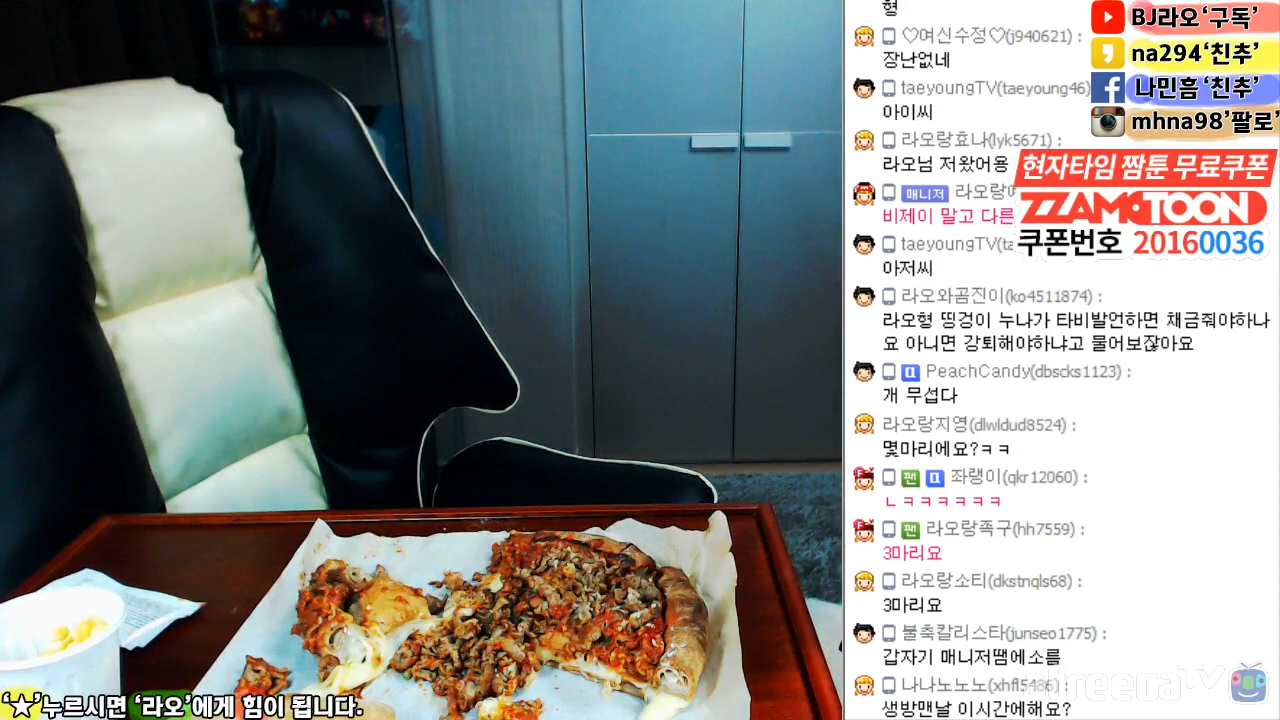 형
♡여신수정♡(j940621) :
장난없네
taeyoungTV(taeyoung46)
아이씨
라오랑효나(lyk5671) :
라오님 저왔어용
매니저 라오랑
비제이 말고 다른
taeyoungTV(ta
아저씨
라오와곰진이(ko4511874) :
라오형 띵겅이 누나가 타비발언하면 채금줘야하나
요 아니면 강퇴해야하냐고 물어보잖아요
PeachCandy(dbscks1123) :
개 무섭다
라오랑지영(dlwldud8524) :
몇마리에요?ㅋㅋ
팬 좌랭이(qkr12060) :
ㄴㅋㅋㅋㅋㅋㅋ
팬 라오랑족구(hh7559) :
3마리요
라오랑소티(dkstnqls68) :
3마리요
불축칼리스타(junseo1775) :
갑자기 매니저땜에소름
나나노노노(xhfl5486) :
생방맨날 이시간에해요?
BJ라오‘구독’
na294‘친추’
나민흠‘친추’
mhna98’팔로’
현자타임 짬툰 무료쿠폰
ZZAMTOON
쿠폰번호 20160036
‘★’누르시면 ‘라오’에게 힘이 됩니다.